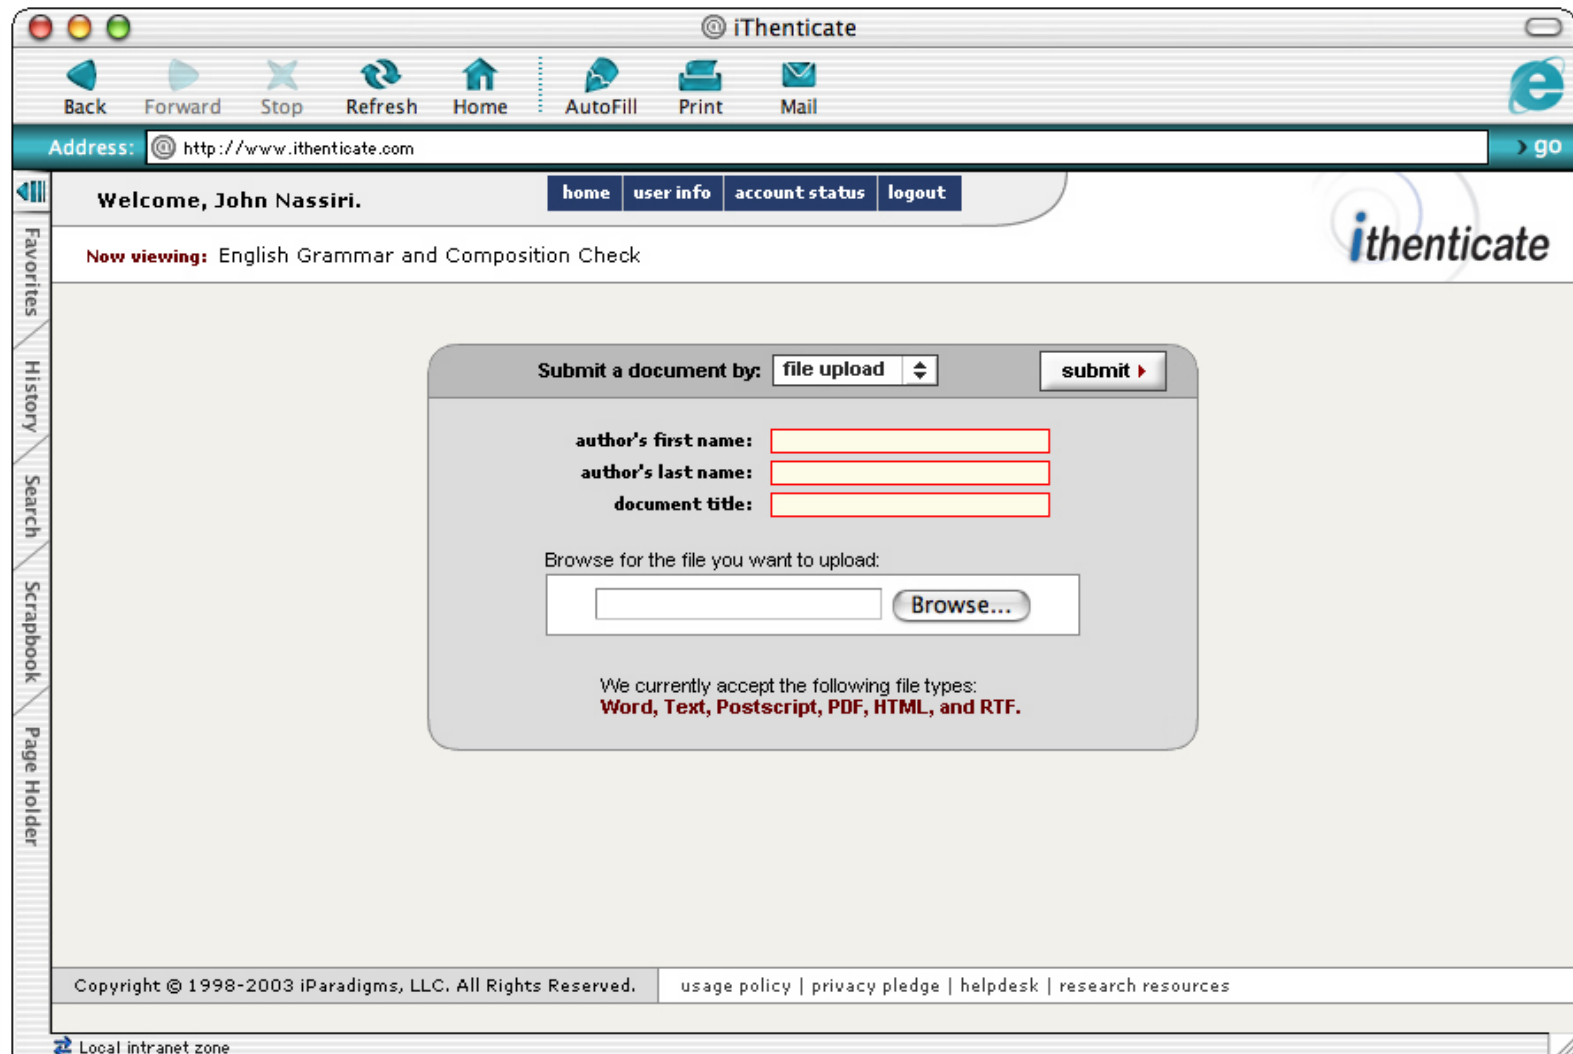 iThenticate
Back Forward Stop Refresh Home AutoFill Print Mail
Address: http://www.ithenticate.com go
Welcome, John Nassiri.
home user info account status logout
ithenticate
Now viewing: English Grammar and Composition Check
Favorites
History
Search
Scrapbook
Page Holder
Submit a document by: file upload submit
author's first name:
author's last name:
document title:
Browse for the file you want to upload:
Browse...
We currently accept the following file types:
Word, Text, Postscript, PDF, HTML, and RTF.
Copyright © 1998-2003 iParadigms, LLC. All Rights Reserved. usage policy | privacy pledge | helpdesk | research resources
Local intranet zone